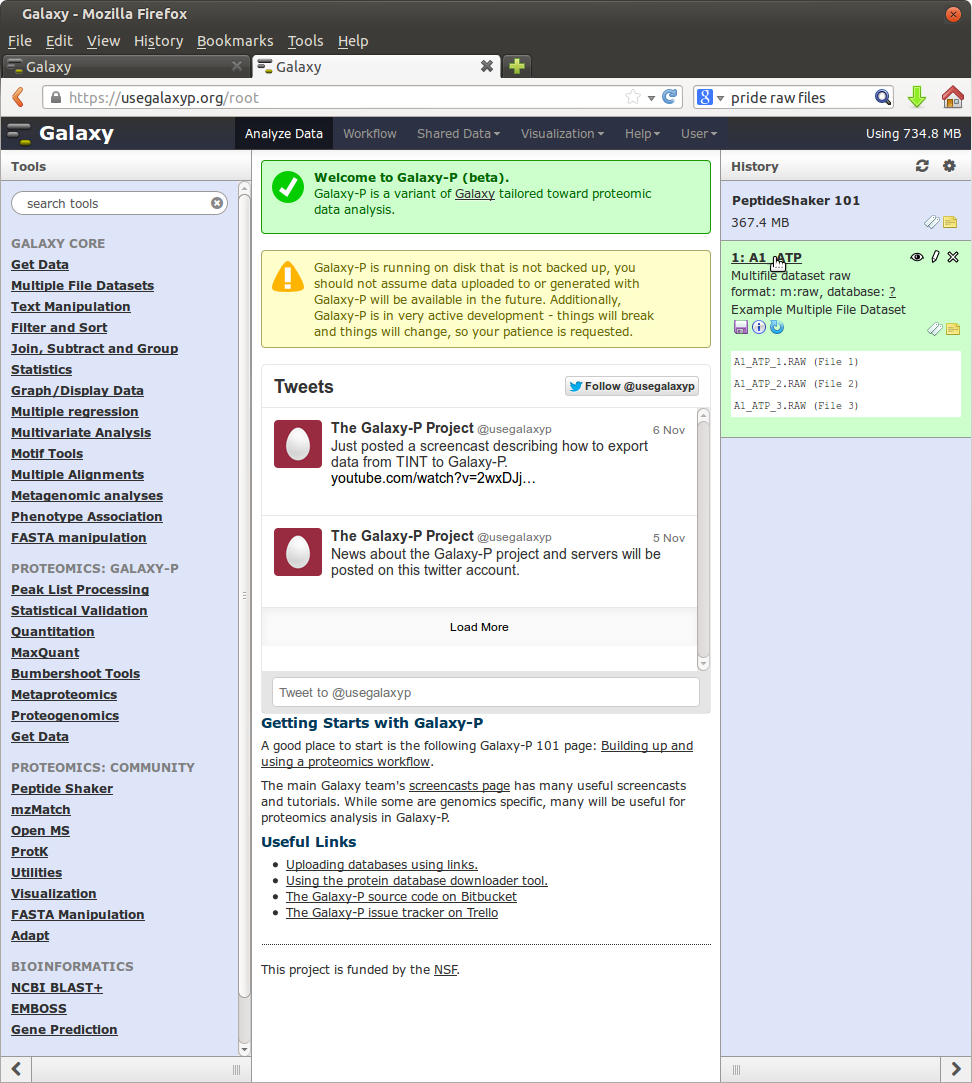 Galaxy - Mozilla Firefox
File Edit View History Bookmarks Tools Help
Galaxy
Galaxy
https://usegalaxyp.org/root
pride raw files
Galaxy
Analyze Data
Workflow
Shared Data
Visualization
Help
User
Using 734.8 MB
Tools
search tools
GALAXY CORE
Get Data
Multiple File Datasets
Text Manipulation
Filter and Sort
Join, Subtract and Group
Statistics
Graph/Display Data
Multiple regression
Multivariate Analysis
Motif Tools
Multiple Alignments
Metagenomic analyses
Phenotype Association
FASTA manipulation
PROTEOMICS: GALAXY-P
Peak List Processing
Statistical Validation
Quantitation
MaxQuant
Bumbershoot Tools
Metaproteomics
Proteogenomics
Get Data
PROTEOMICS: COMMUNITY
Peptide Shaker
mzMatch
Open MS
ProtK
Utilities
Visualization
FASTA Manipulation
Adapt
BIOINFORMATICS
NCBI BLAST+
EMBOSS
Gene Prediction
Welcome to Galaxy-P (beta).
Galaxy-P is a variant of Galaxy tailored toward proteomic
data analysis.
Galaxy-P is running on disk that is not backed up, you
should not assume data uploaded to or generated with
Galaxy-P will be available in the future. Additionally,
Galaxy-P is in very active development - things will break
and things will change, so your patience is requested.
Tweets
Follow @usegalaxyp
The Galaxy-P Project @usegalaxyp 6 Nov
Just posted a screencast describing how to export
data from TINT to Galaxy-P.
youtube.com/watch?v=2wxDJj…
The Galaxy-P Project @usegalaxyp 5 Nov
News about the Galaxy-P project and servers will be
posted on this twitter account.
Load More
Tweet to @usegalaxyp
Getting Starts with Galaxy-P
A good place to start is the following Galaxy-P 101 page: Building up and
using a proteomics workflow.
The main Galaxy team's screencasts page has many useful screencasts
and tutorials. While some are genomics specific, many will be useful for
proteomics analysis in Galaxy-P.
Useful Links
Uploading databases using links.
Using the protein database downloader tool.
The Galaxy-P source code on Bitbucket
The Galaxy-P issue tracker on Trello
This project is funded by the NSF.
History
PeptideShaker 101
367.4 MB
1: A1_ATP
Multifile dataset raw
format: m:raw, database: ?
Example Multiple File Dataset
A1_ATP_1.RAW (File 1)
A1_ATP_2.RAW (File 2)
A1_ATP_3.RAW (File 3)